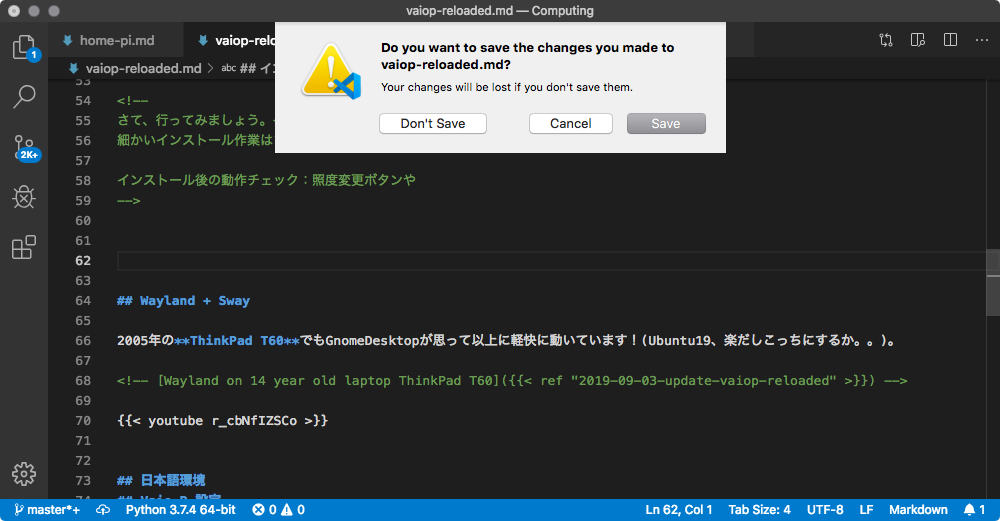 vaiop-reloaded.md — Computing
home-pi.md
vaiop-relo
Do you want to save the changes you made to
vaiop-reloaded.md?
Your changes will be lost if you don't save them.
Don't Save
Cancel
Save
vaiop-reloaded.md > abc ## イ
1
2K+
53
54 <!--
55 さて、行ってみましょう。
56 細かいインストール作業は
57
58 インストール後の動作チェック：照度変更ボタンや
59 -->
60
61
62
63
64 ## Wayland + Sway
65
66 2005年の**ThinkPad T60**でもGnomeDesktopが思って以上に軽快に動いています！(Ubuntu19、楽だしこっちにするか。。)。
67
68 <!-- [Wayland on 14 year old laptop ThinkPad T60]({{< ref "2019-09-03-update-vaiop-reloaded" >}}) -->
69
70 {{< youtube r_cbNfIZSCo >}}
71
72
73 ## 日本語環境
74 ## Vaio P 設定
master*+ Python 3.7.4 64-bit 0 0 Ln 62, Col 1 Tab Size: 4 UTF-8 LF Markdown 1